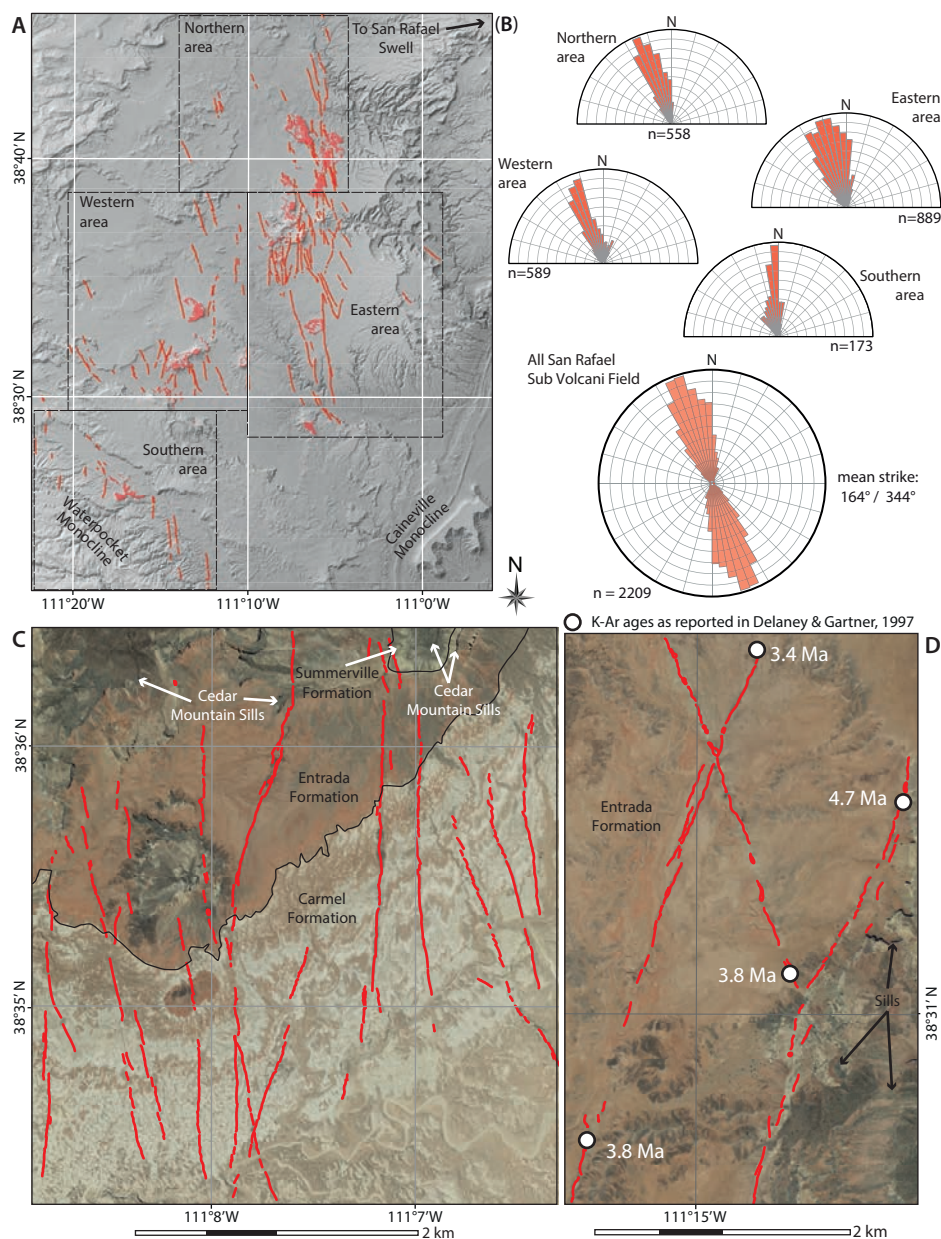 A
Northern
area
To San Rafael
Swell
38°40' N
38°30' N
Western
area
Eastern
area
Southern
area
Waterpocket
Monocline
Caineville
Monocline
111°20'W
111°10'W
111°0'W
N
(B)
Northern
area
N
n=558
Eastern
area
N
n=889
Western
area
N
n=589
N
Southern
area
n=173
All San Rafael
Sub Volcani Field
N
mean strike:
164° / 344°
n = 2209
C
Summerville
Formation
Cedar
Mountain Sills
Cedar
Mountain Sills
38°36' N
Entrada
Formation
Carmel
Formation
38°35' N
111°8'W
111°7'W
2 km
K-Ar ages as reported in Delaney & Gartner, 1997
D
3.4 Ma
4.7 Ma
Entrada
Formation
3.8 Ma
Sills
38°31' N
3.8 Ma
111°15'W
2 km